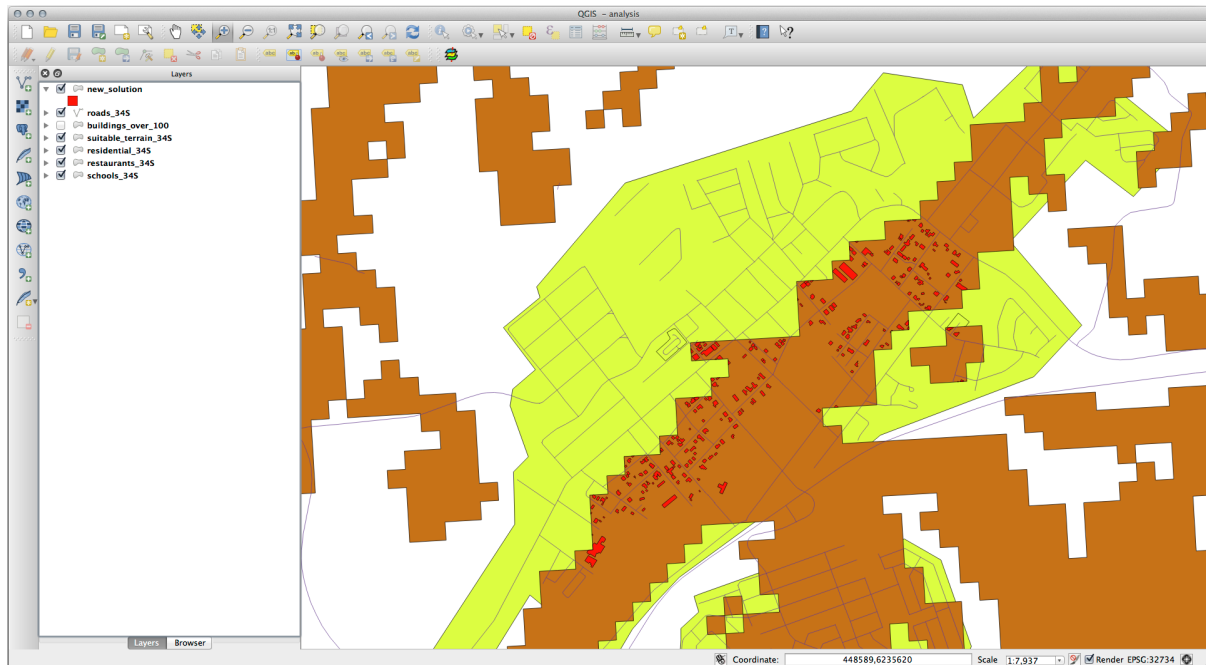 QGIS - analysis
Layers
new_solution
roads_34S
buildings_over_100
suitable_terrain_34S
residential_34S
restaurants_34S
schools_34S
Layers Browser
Coordinate: 448589,6235620 Scale 1:7,937 Render EPSG:32734